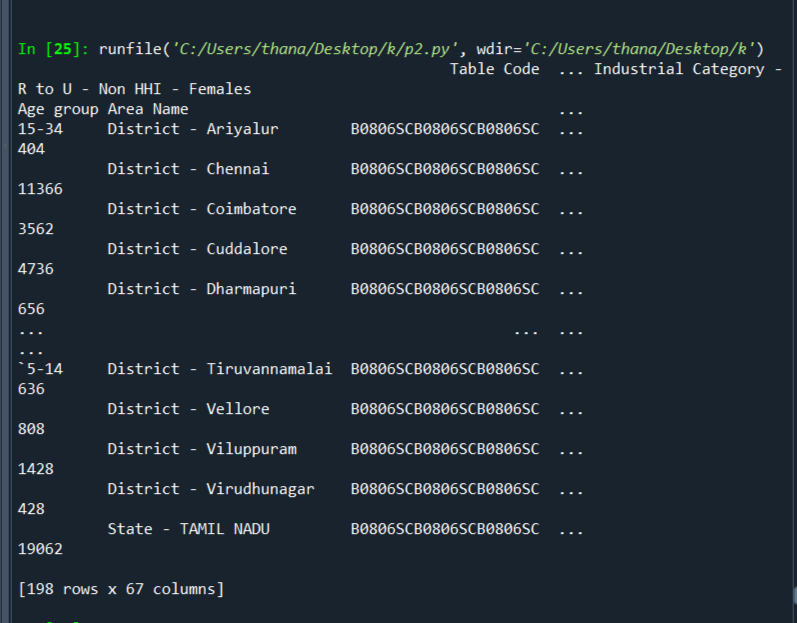 In [25]: runfile('C:/Users/thana/Desktop/k/p2.py', wdir='C:/Users/thana/Desktop/k')
Table Code ... Industrial Category -
R to U - Non HHI - Females
Age group Area Name ...
15-34 District - Ariyalur B0806SCB0806SCB0806SC ...
404
District - Chennai B0806SCB0806SCB0806SC ...
11366
District - Coimbatore B0806SCB0806SCB0806SC ...
3562
District - Cuddalore B0806SCB0806SCB0806SC ...
4736
District - Dharmapuri B0806SCB0806SCB0806SC ...
656
... ... ...
...
`5-14 District - Tiruvannamalai B0806SCB0806SCB0806SC ...
636
District - Vellore B0806SCB0806SCB0806SC ...
808
District - Viluppuram B0806SCB0806SCB0806SC ...
1428
District - Virudhunagar B0806SCB0806SCB0806SC ...
428
State - TAMIL NADU B0806SCB0806SCB0806SC ...
19062
[198 rows x 67 columns]